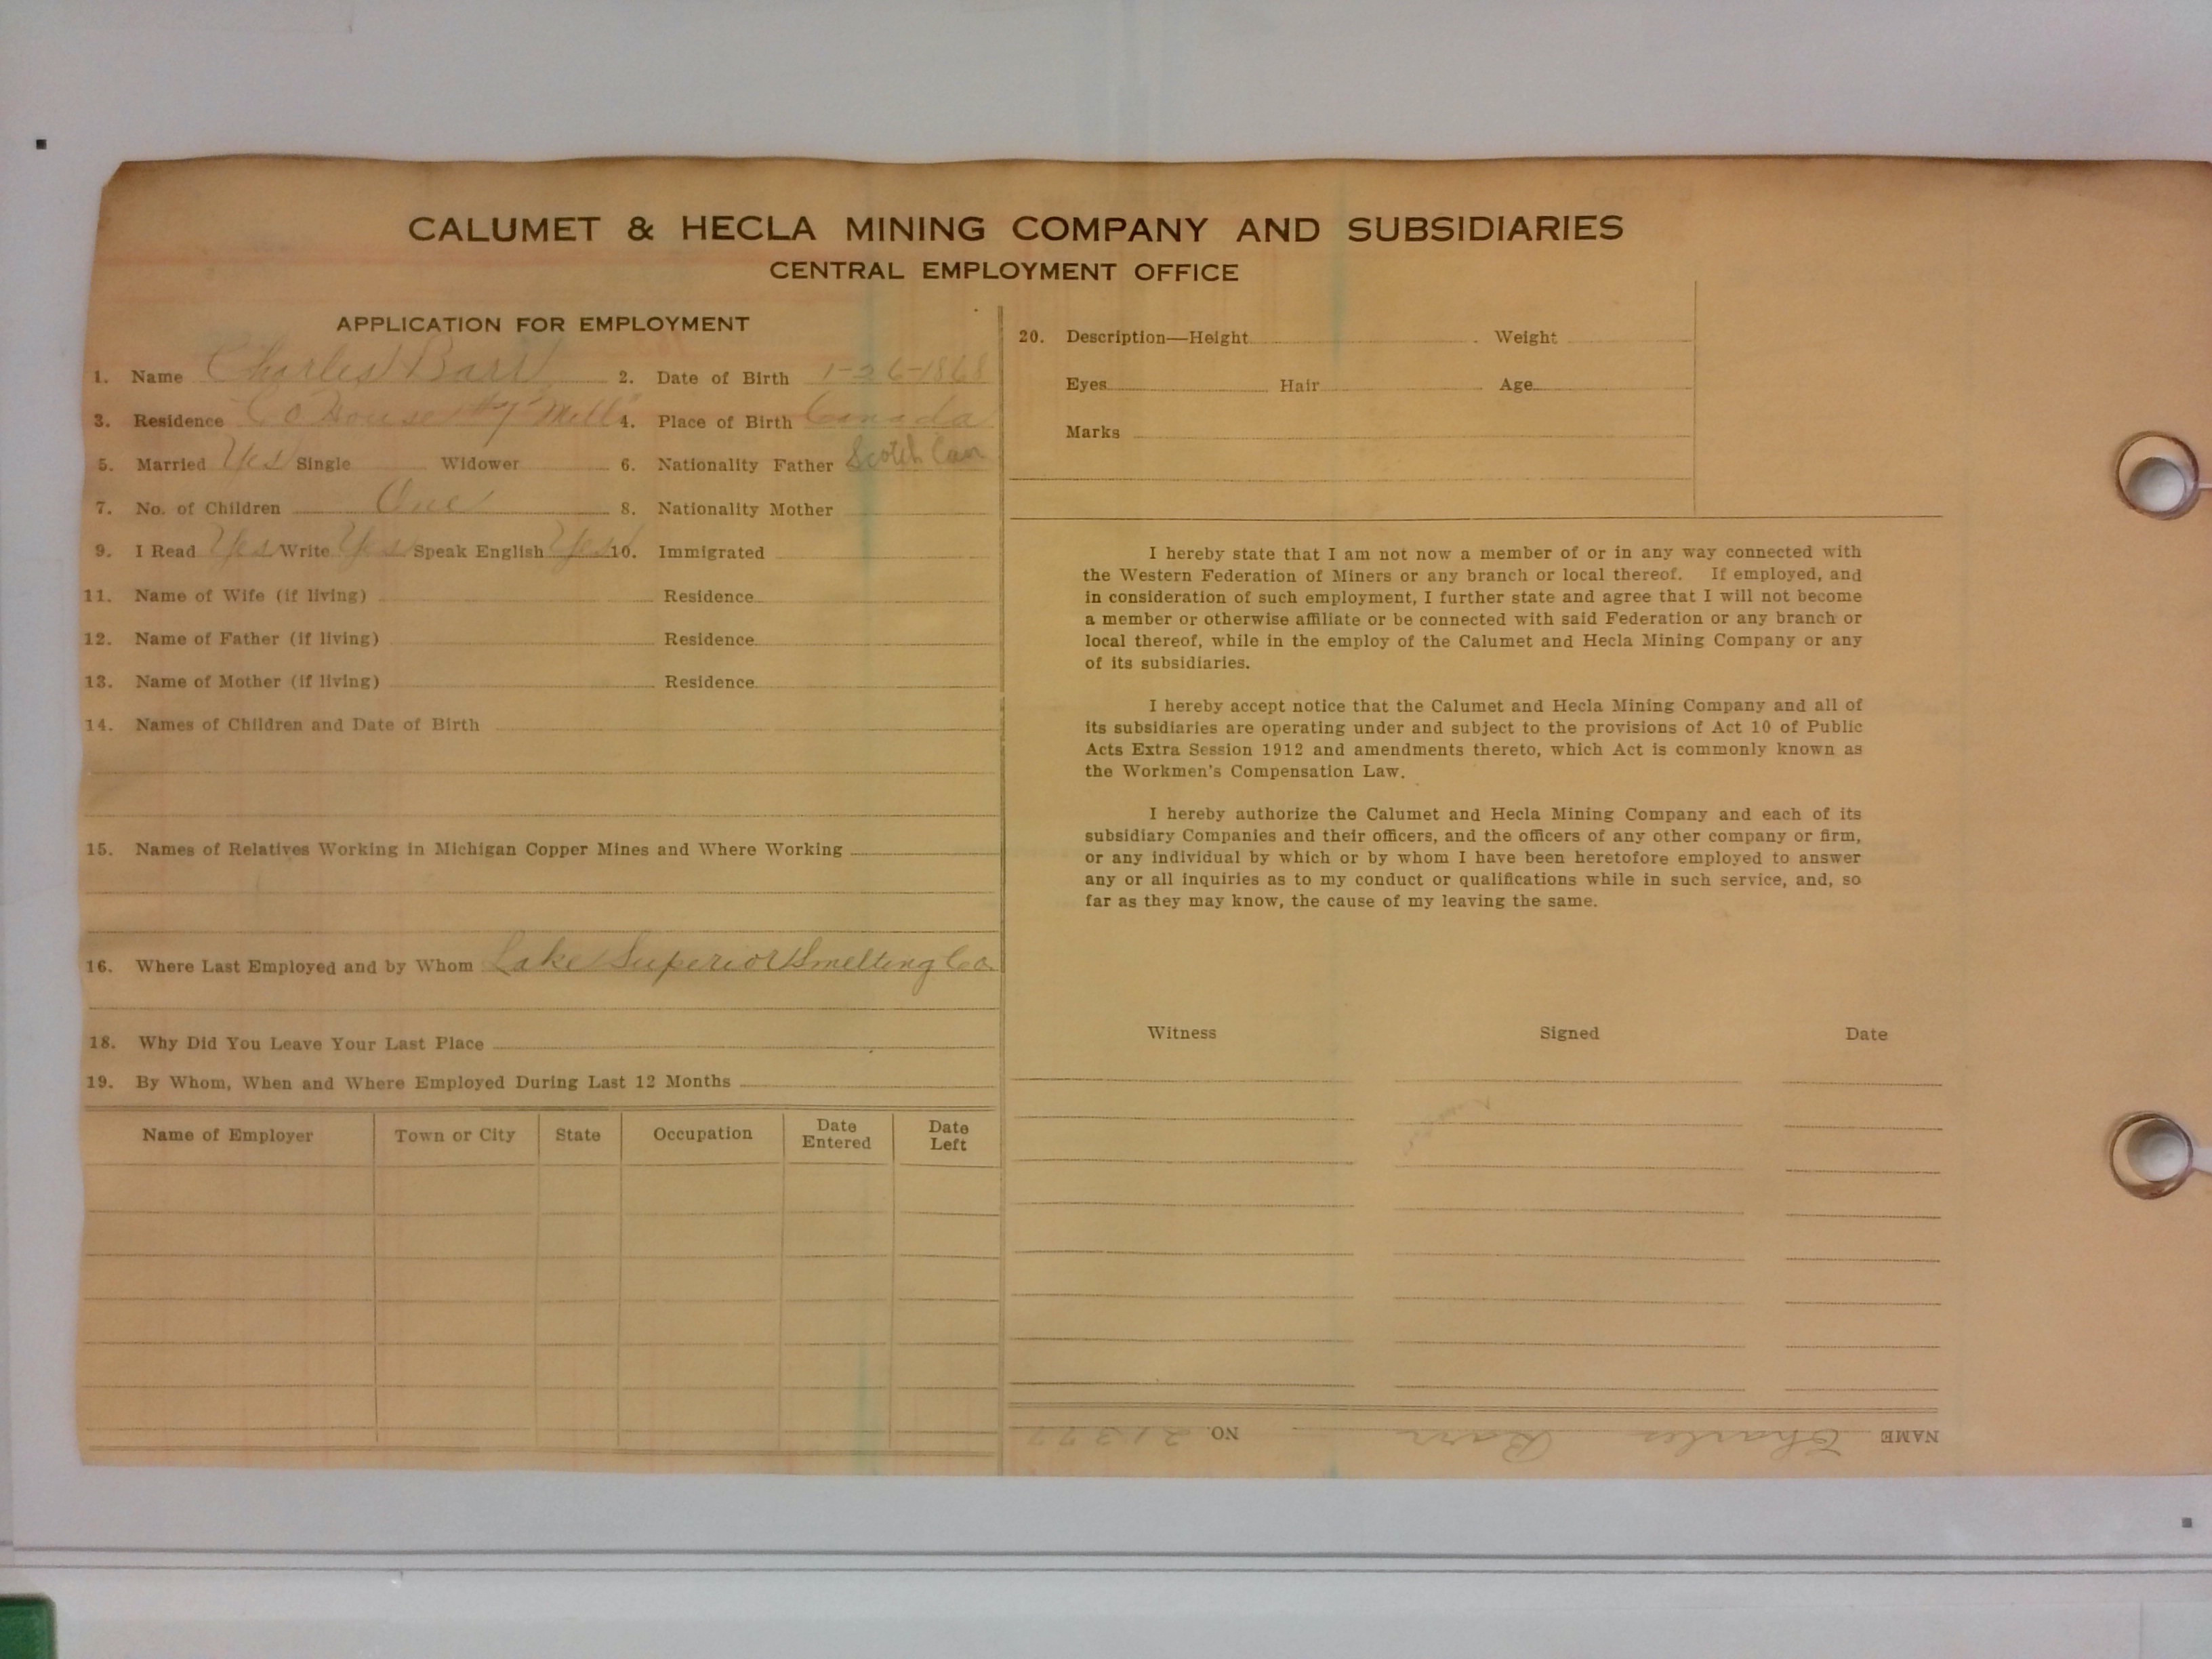 CALUMET & HECLA MINING COMPANY AND SUBSIDIARIES
CENTRAL EMPLOYMENT OFFICE
APPLICATION FOR EMPLOYMENT
1. Name Charles Barr 2. Date of Birth 1-26-1868
3. Residence Co House #7 "Mill" 4. Place of Birth Canada
5. Married Yes Single Widower 6. Nationality Father Scotch Can
7. No. of Children One 8. Nationality Mother
9. I Read Yes Write Yes Speak English Yes 10. Immigrated
11. Name of Wife (if living) Residence
12. Name of Father (if living) Residence
13. Name of Mother (if living) Residence
14. Names of Children and Date of Birth
15. Names of Relatives Working in Michigan Copper Mines and Where Working
16. Where Last Employed and by Whom Lake Superior Smelting Co.
18. Why Did You Leave Your Last Place
19. By Whom, When and Where Employed During Last 12 Months
Name of Employer Town or City State Occupation Date Entered Date Left
20. Description—Height Weight
Eyes Hair Age
Marks
I hereby state that I am not now a member of or in any way connected with
the Western Federation of Miners or any branch or local thereof. If employed, and
in consideration of such employment, I further state and agree that I will not become
a member or otherwise affiliate or be connected with said Federation or any branch or
local thereof, while in the employ of the Calumet and Hecla Mining Company or any
of its subsidiaries.
I hereby accept notice that the Calumet and Hecla Mining Company and all of
its subsidiaries are operating under and subject to the provisions of Act 10 of Public
Acts Extra Session 1912 and amendments thereto, which Act is commonly known as
the Workmen's Compensation Law.
I hereby authorize the Calumet and Hecla Mining Company and each of its
subsidiary Companies and their officers, and the officers of any other company or firm,
or any individual by which or by whom I have been heretofore employed to answer
any or all inquiries as to my conduct or qualifications while in such service, and, so
far as they may know, the cause of my leaving the same.
Witness Signed Date
NAME Charles Barr NO. 21377